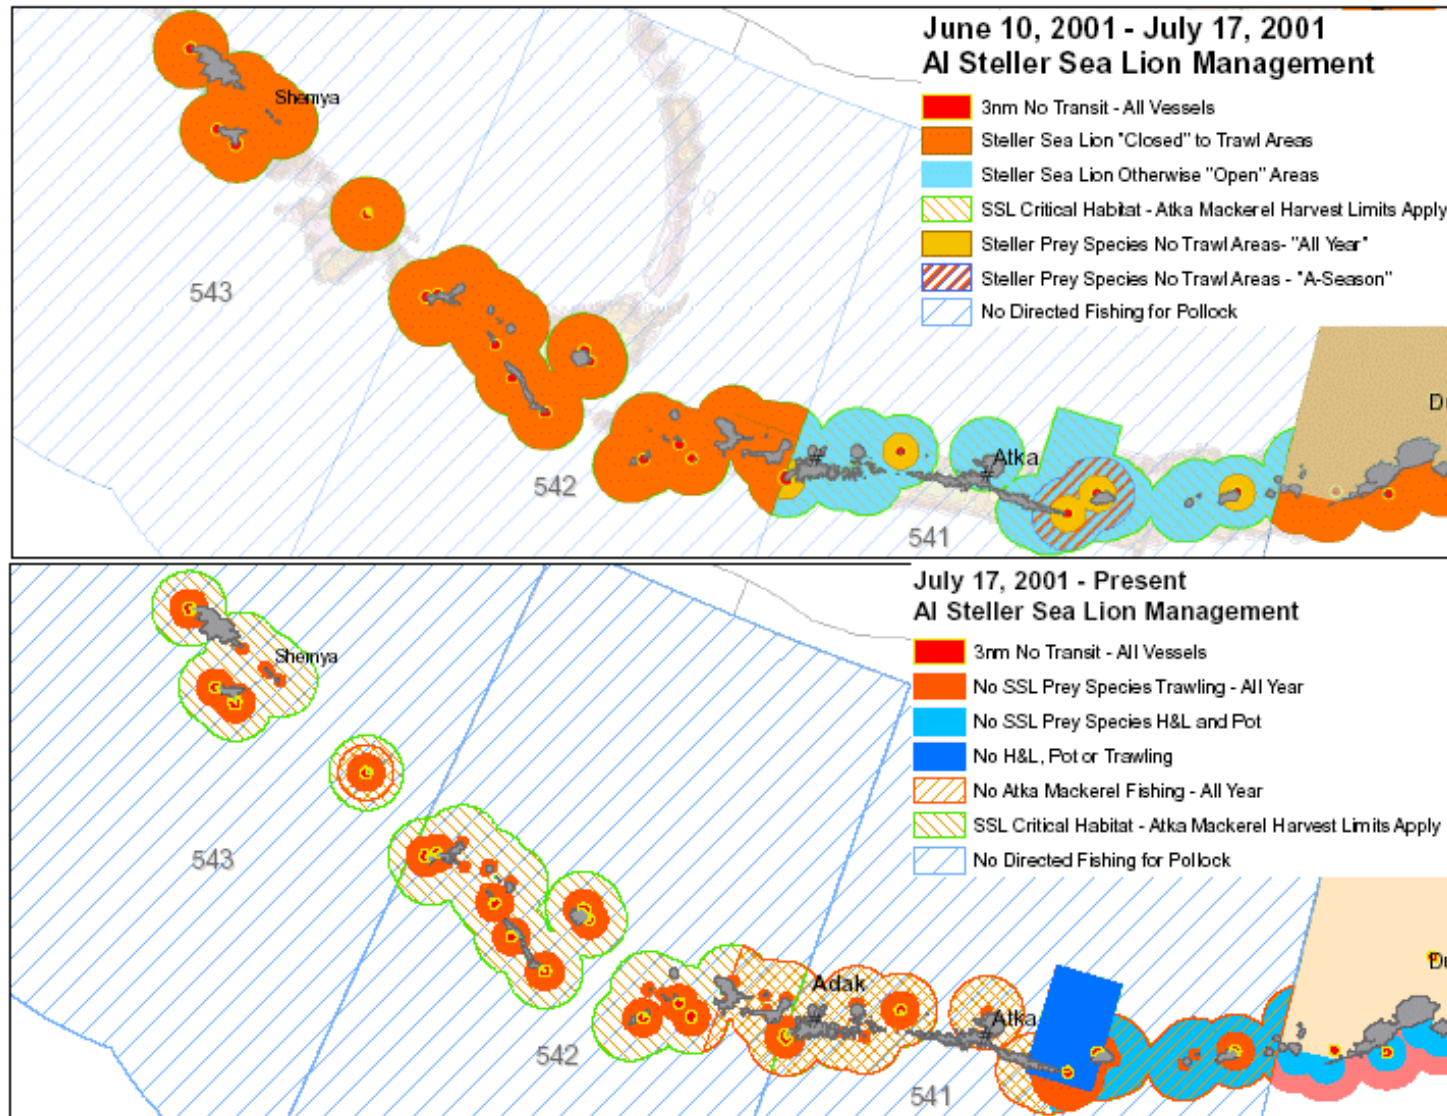 June 10, 2001 - July 17, 2001
AI Steller Sea Lion Management
3nm No Transit - All Vessels
Steller Sea Lion "Closed" to Trawl Areas
Steller Sea Lion Otherwise "Open" Areas
SSL Critical Habitat - Atka Mackerel Harvest Limits Apply
Steller Prey Species No Trawl Areas- "All Year"
Steller Prey Species No Trawl Areas - "A-Season"
No Directed Fishing for Pollock
Shemya
543
542
541
Atka
#
#
Du
July 17, 2001 - Present
AI Steller Sea Lion Management
3nm No Transit - All Vessels
No SSL Prey Species Trawling - All Year
No SSL Prey Species H&L and Pot
No H&L, Pot or Trawling
No Atka Mackerel Fishing - All Year
SSL Critical Habitat - Atka Mackerel Harvest Limits Apply
No Directed Fishing for Pollock
Shemya
543
542
541
Adak
#
Atka
#
Du